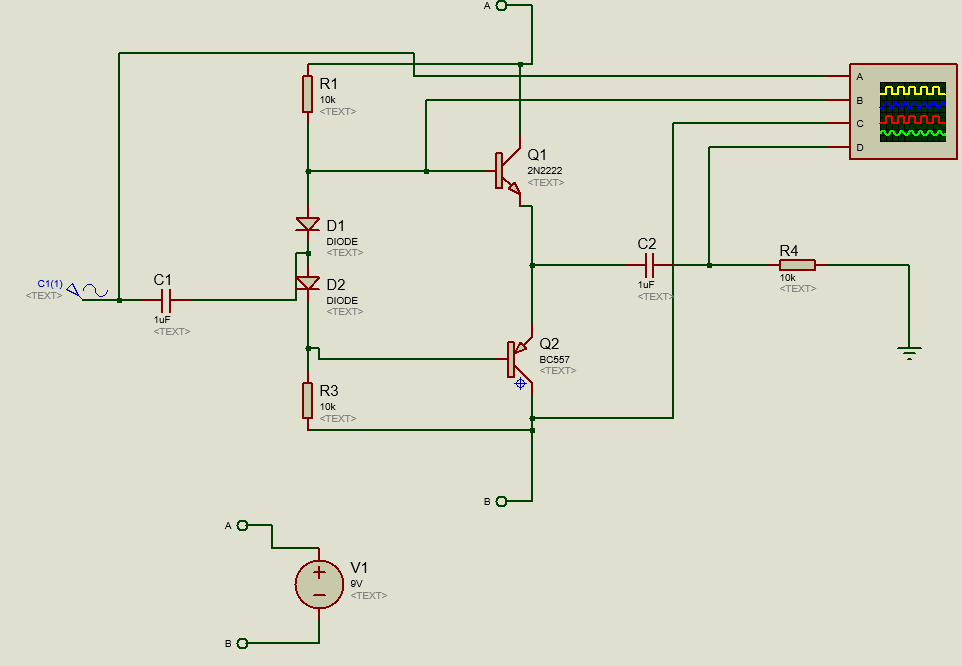 A
R1
10k
<TEXT>
A
B
C
D
Q1
2N2222
<TEXT>
D1
DIODE
<TEXT>
C2
1uF
<TEXT>
R4
10k
<TEXT>
C1(1)
<TEXT>
C1
1uF
<TEXT>
D2
DIODE
<TEXT>
Q2
BC557
<TEXT>
R3
10k
<TEXT>
B
A
V1
9V
<TEXT>
B